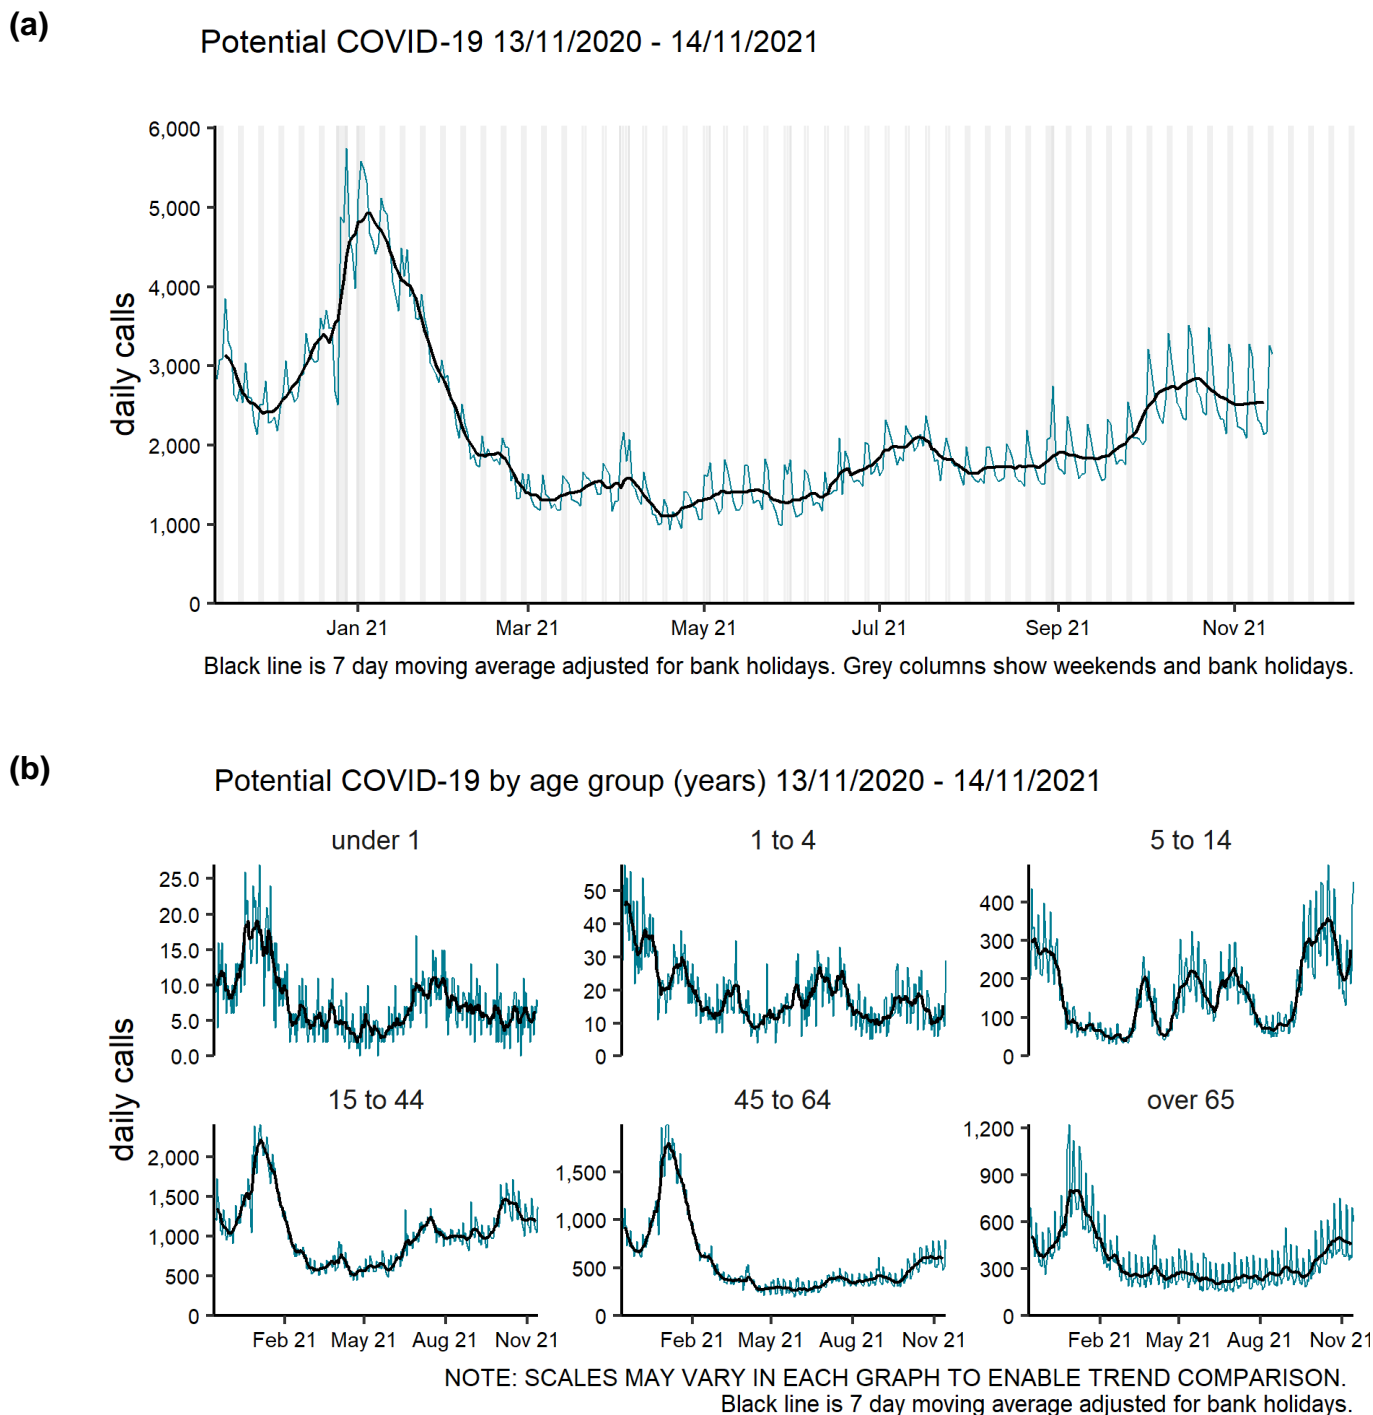 (a)
Potential COVID-19 13/11/2020 - 14/11/2021
6,000
5,000
4,000
3,000
2,000
1,000
0
daily calls
Jan 21 Mar 21 May 21 Jul 21 Sep 21 Nov 21
Black line is 7 day moving average adjusted for bank holidays. Grey columns show weekends and bank holidays.
(b)
Potential COVID-19 by age group (years) 13/11/2020 - 14/11/2021
daily calls
under 1
25.0
20.0
15.0
10.0
5.0
0.0
1 to 4
50
40
30
20
10
0
5 to 14
400
300
200
100
0
15 to 44
2,000
1,500
1,000
500
0
Feb 21 May 21 Aug 21 Nov 21
45 to 64
1,500
1,000
500
0
Feb 21 May 21 Aug 21 Nov 21
over 65
1,200
900
600
300
0
Feb 21 May 21 Aug 21 Nov 21
NOTE: SCALES MAY VARY IN EACH GRAPH TO ENABLE TREND COMPARISON.
Black line is 7 day moving average adjusted for bank holidays.